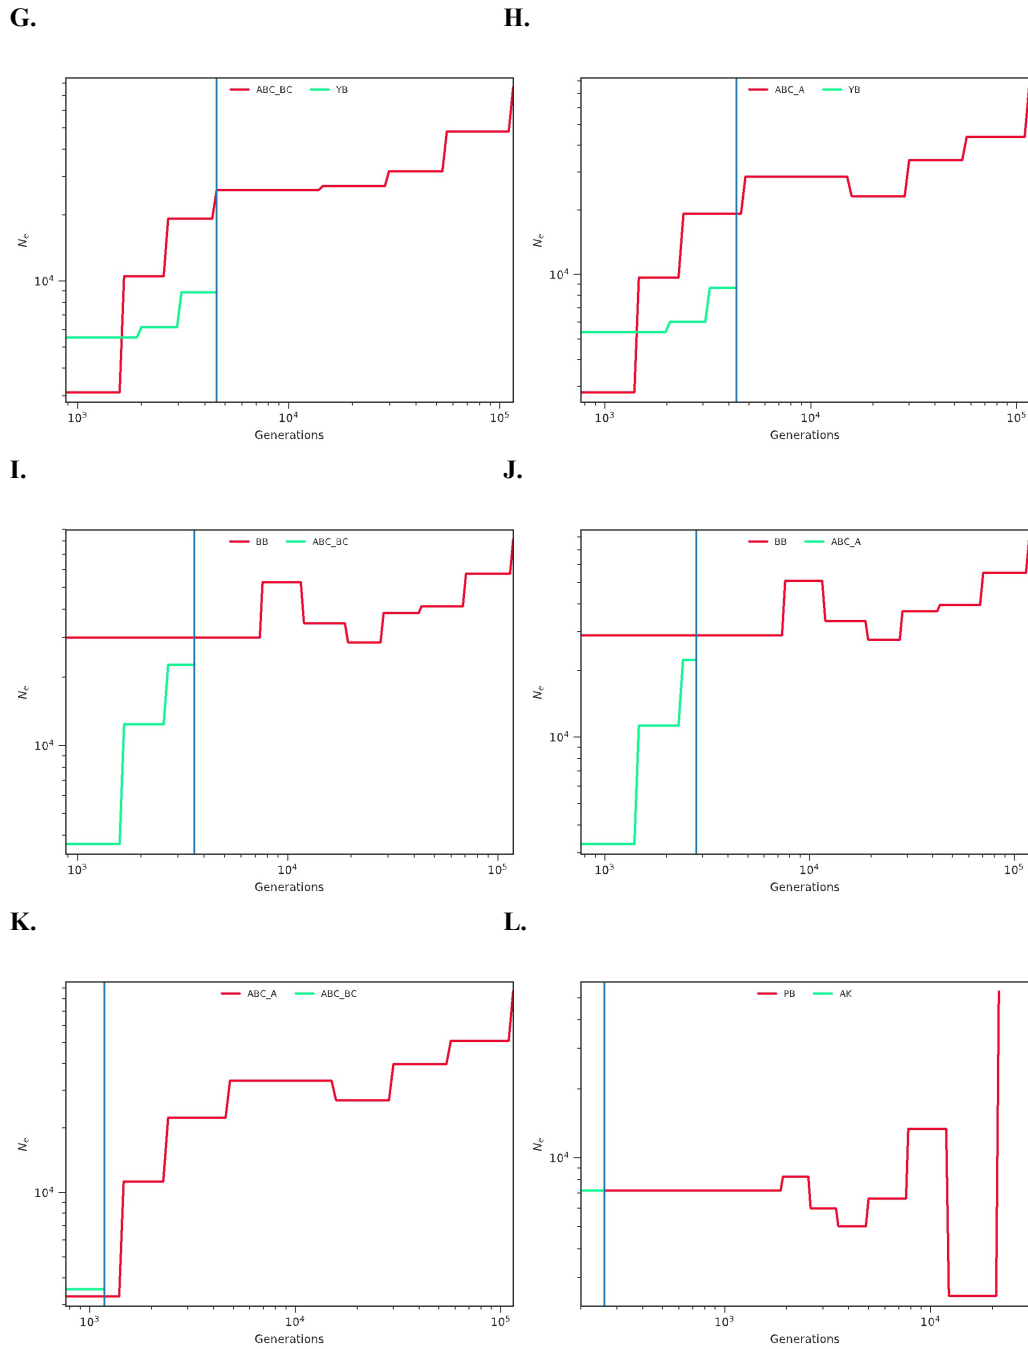 G.
ABC_BC YB
N_e
10^4
10^3 10^4 10^5
Generations
H.
ABC_A YB
N_e
10^4
10^3 10^4 10^5
Generations
I.
BB ABC_BC
N_e
10^4
10^3 10^4 10^5
Generations
J.
BB ABC_A
N_e
10^4
10^3 10^4 10^5
Generations
K.
ABC_A ABC_BC
N_e
10^4
10^3 10^4 10^5
Generations
L.
PB AK
N_e
10^4
10^3 10^4
Generations